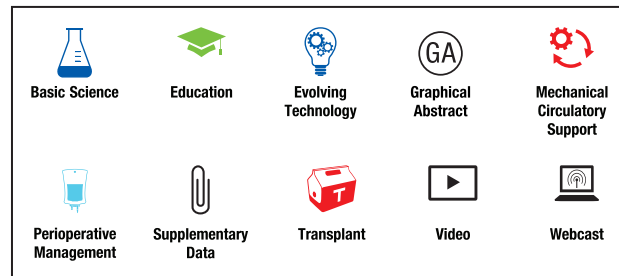 GA
Basic Science
Education
Evolving
Technology
Graphical
Abstract
Mechanical
Circulatory
Support
T
Perioperative
Management
Supplementary
Data
Transplant
Video
Webcast